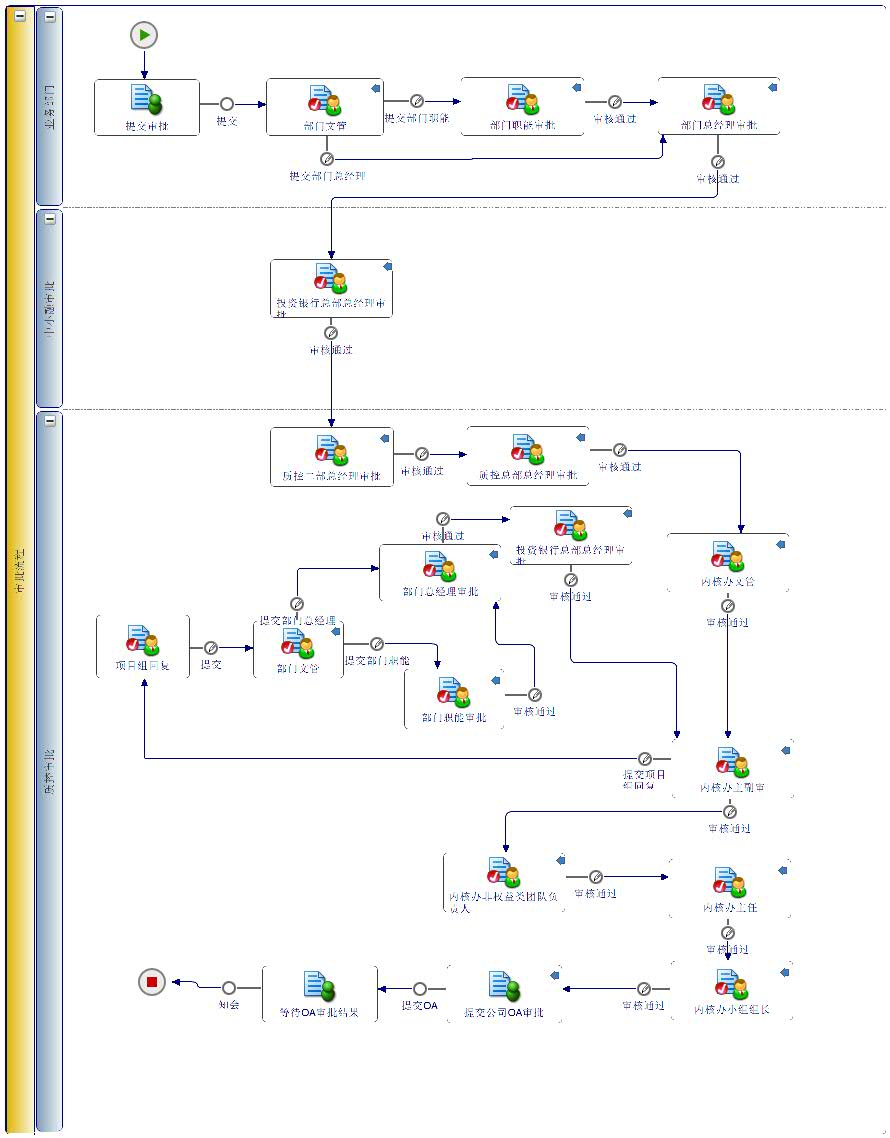 审批流程
业务部门
提交审批
提交
部门文管
提交部门职能
部门职能审批
审核通过
部门总经理审批
提交部门总经理
审核通过
中小融审批
投资银行总部总经理审
批
审核通过
质控审批
质控二部总经理审批
审核通过
质控总部总经理审批
审核通过
审核通过
投资银行总部总经理审
批
部门总经理审批
审核通过
内核办文管
审核通过
提交部门总经理
项目组回复
提交
部门文管
提交部门职能
部门职能审批
审核通过
提交项目
组回复
内核办主副审
审核通过
内核办非权益类团队负
责人
审核通过
内核办主任
审核通过
知会
等待OA审批结果
提交OA
提交公司OA审批
审核通过
内核办小组组长